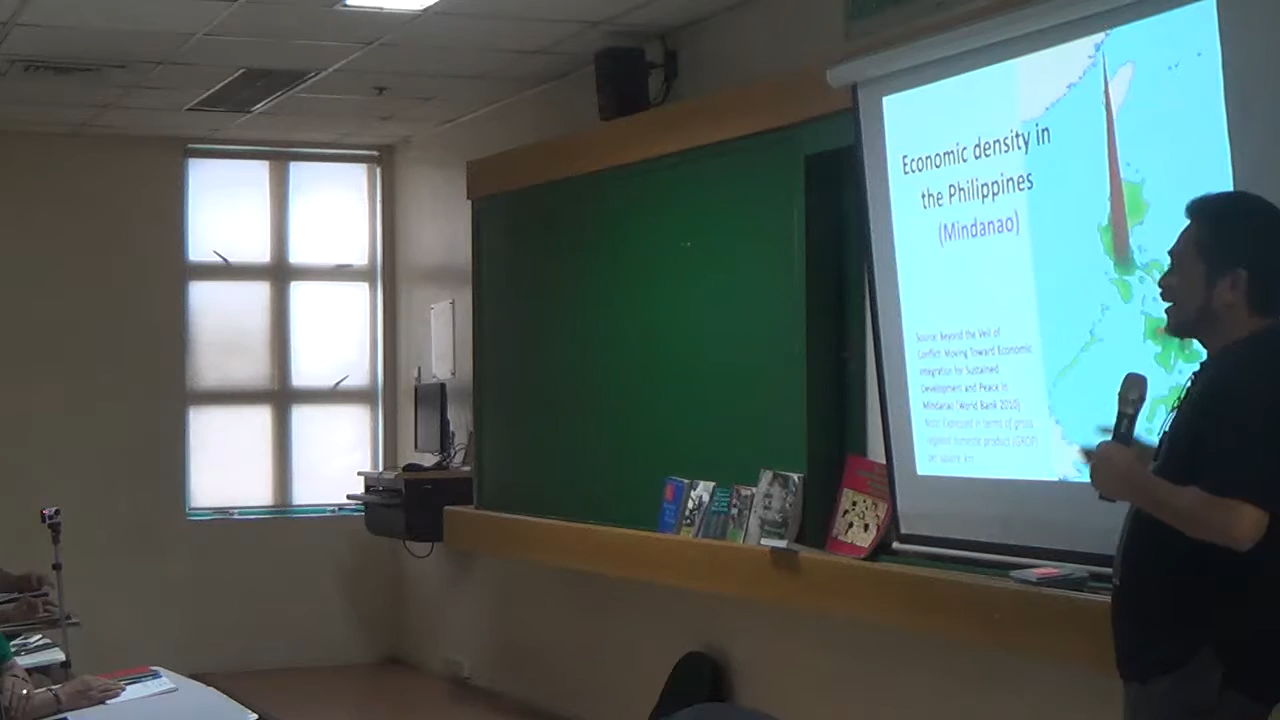 Economic density in
the Philippines
(Mindanao)
Source: Beyond the Veil of
Conflict: Moving Toward Economic
Integration for Sustained
Development and Peace in
Mindanao (World Bank 2010)
Note: Expressed in terms of gross
regional domestic product (GRDP)
per square km